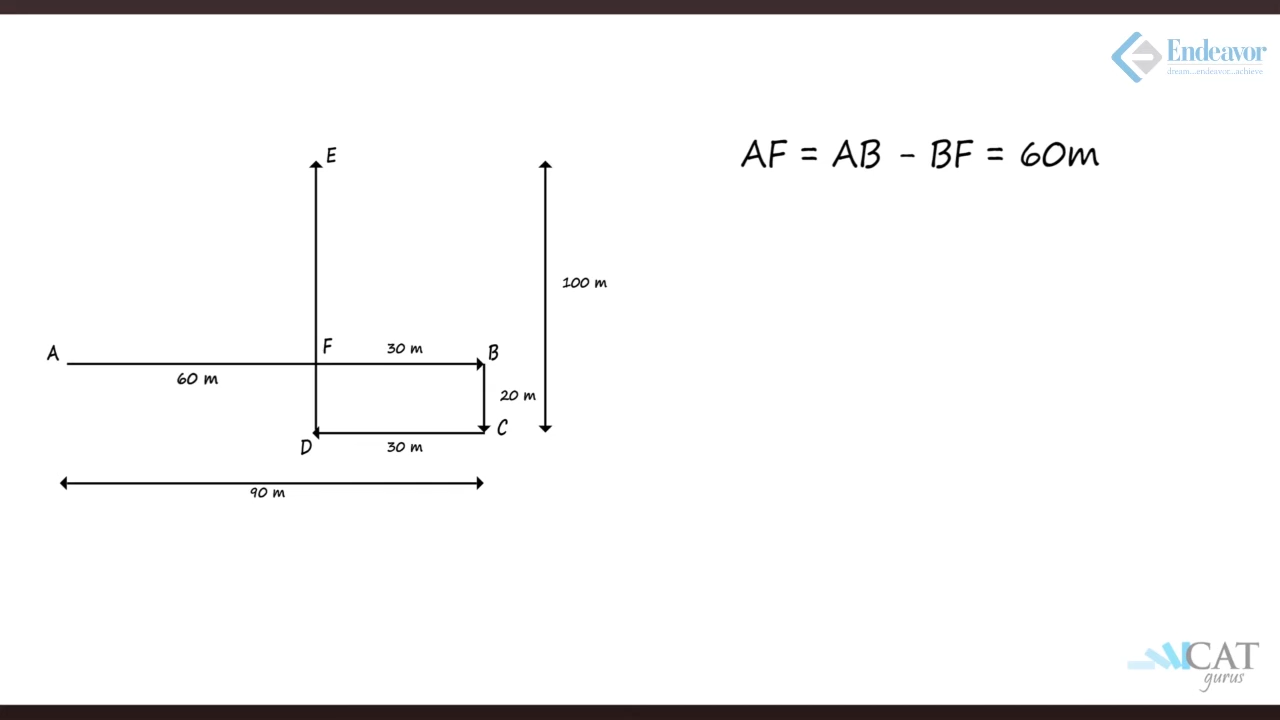 Endeavor
dream...endeavor...achieve
AF = AB - BF = 60m
E
100 m
A
F
30 m
B
60 m
20 m
C
D
30 m
90 m
CAT
gurus